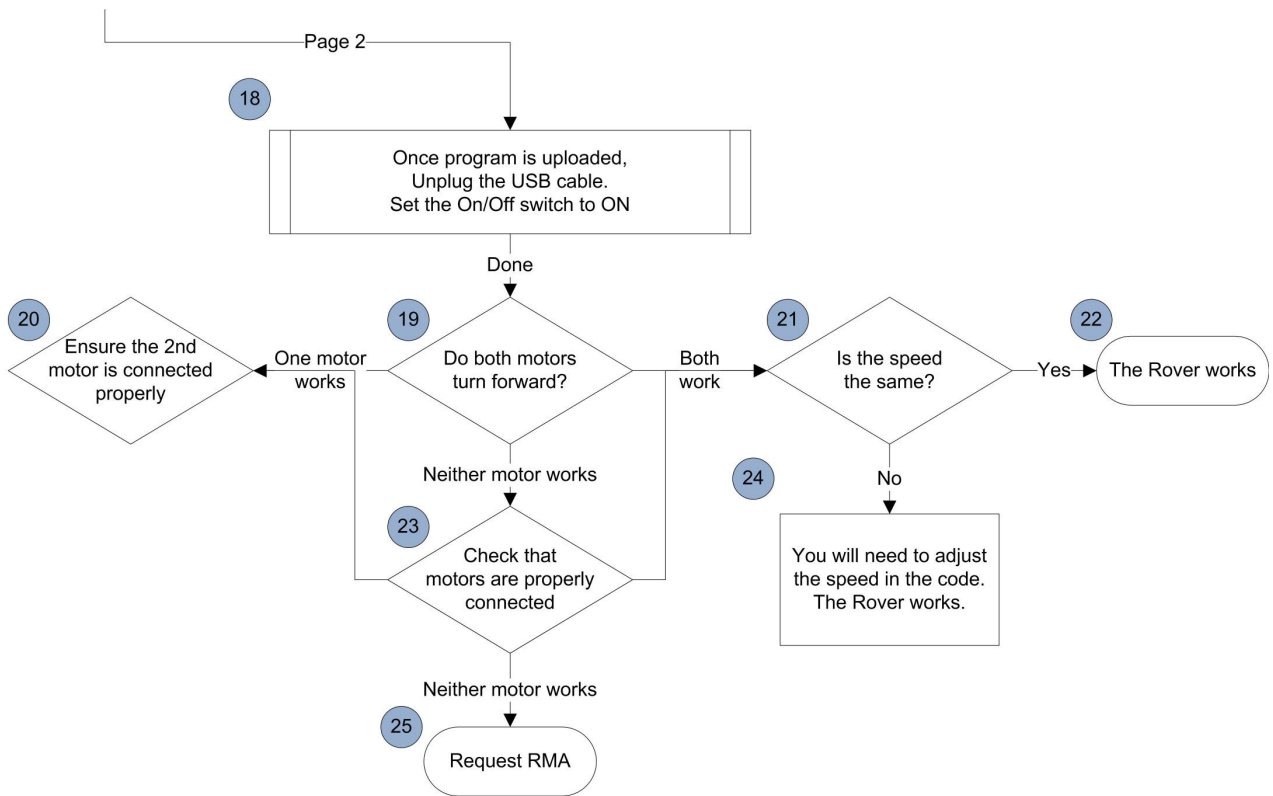 Page 2
18
Once program is uploaded,
Unplug the USB cable.
Set the On/Off switch to ON
Done
20
Ensure the 2nd
motor is connected
properly
One motor
works
19
Do both motors
turn forward?
Both
work
21
Is the speed
the same?
Yes
22
The Rover works
Neither motor works
No
23
Check that
motors are properly
connected
24
You will need to adjust
the speed in the code.
The Rover works.
Neither motor works
25
Request RMA